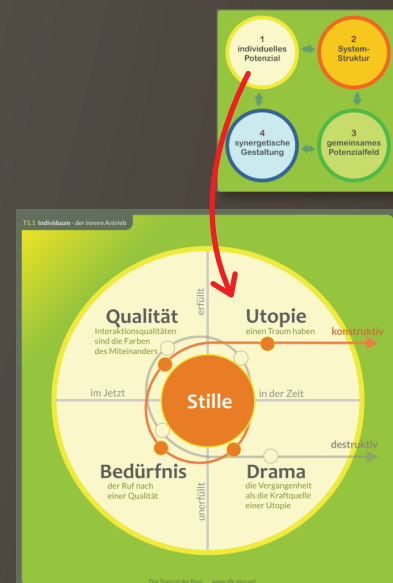 1
individuelles
Potenzial
2
System-
Struktur
4
synergetische
Gestaltung
3
gemeinsames
Potenzialfeld
T1.1 Individuum - der innere Antrieb
erfüllt
Qualität
Interaktionsqualitäten
sind die Farben
des Miteinanders
Utopie
einen Traum haben
konstruktiv
im Jetzt
Stille
in der Zeit
destruktiv
Bedürfnis
der Ruf nach
einer Qualität
unerfüllt
Drama
die Vergangenheit
als die Kraftquelle
einer Utopie